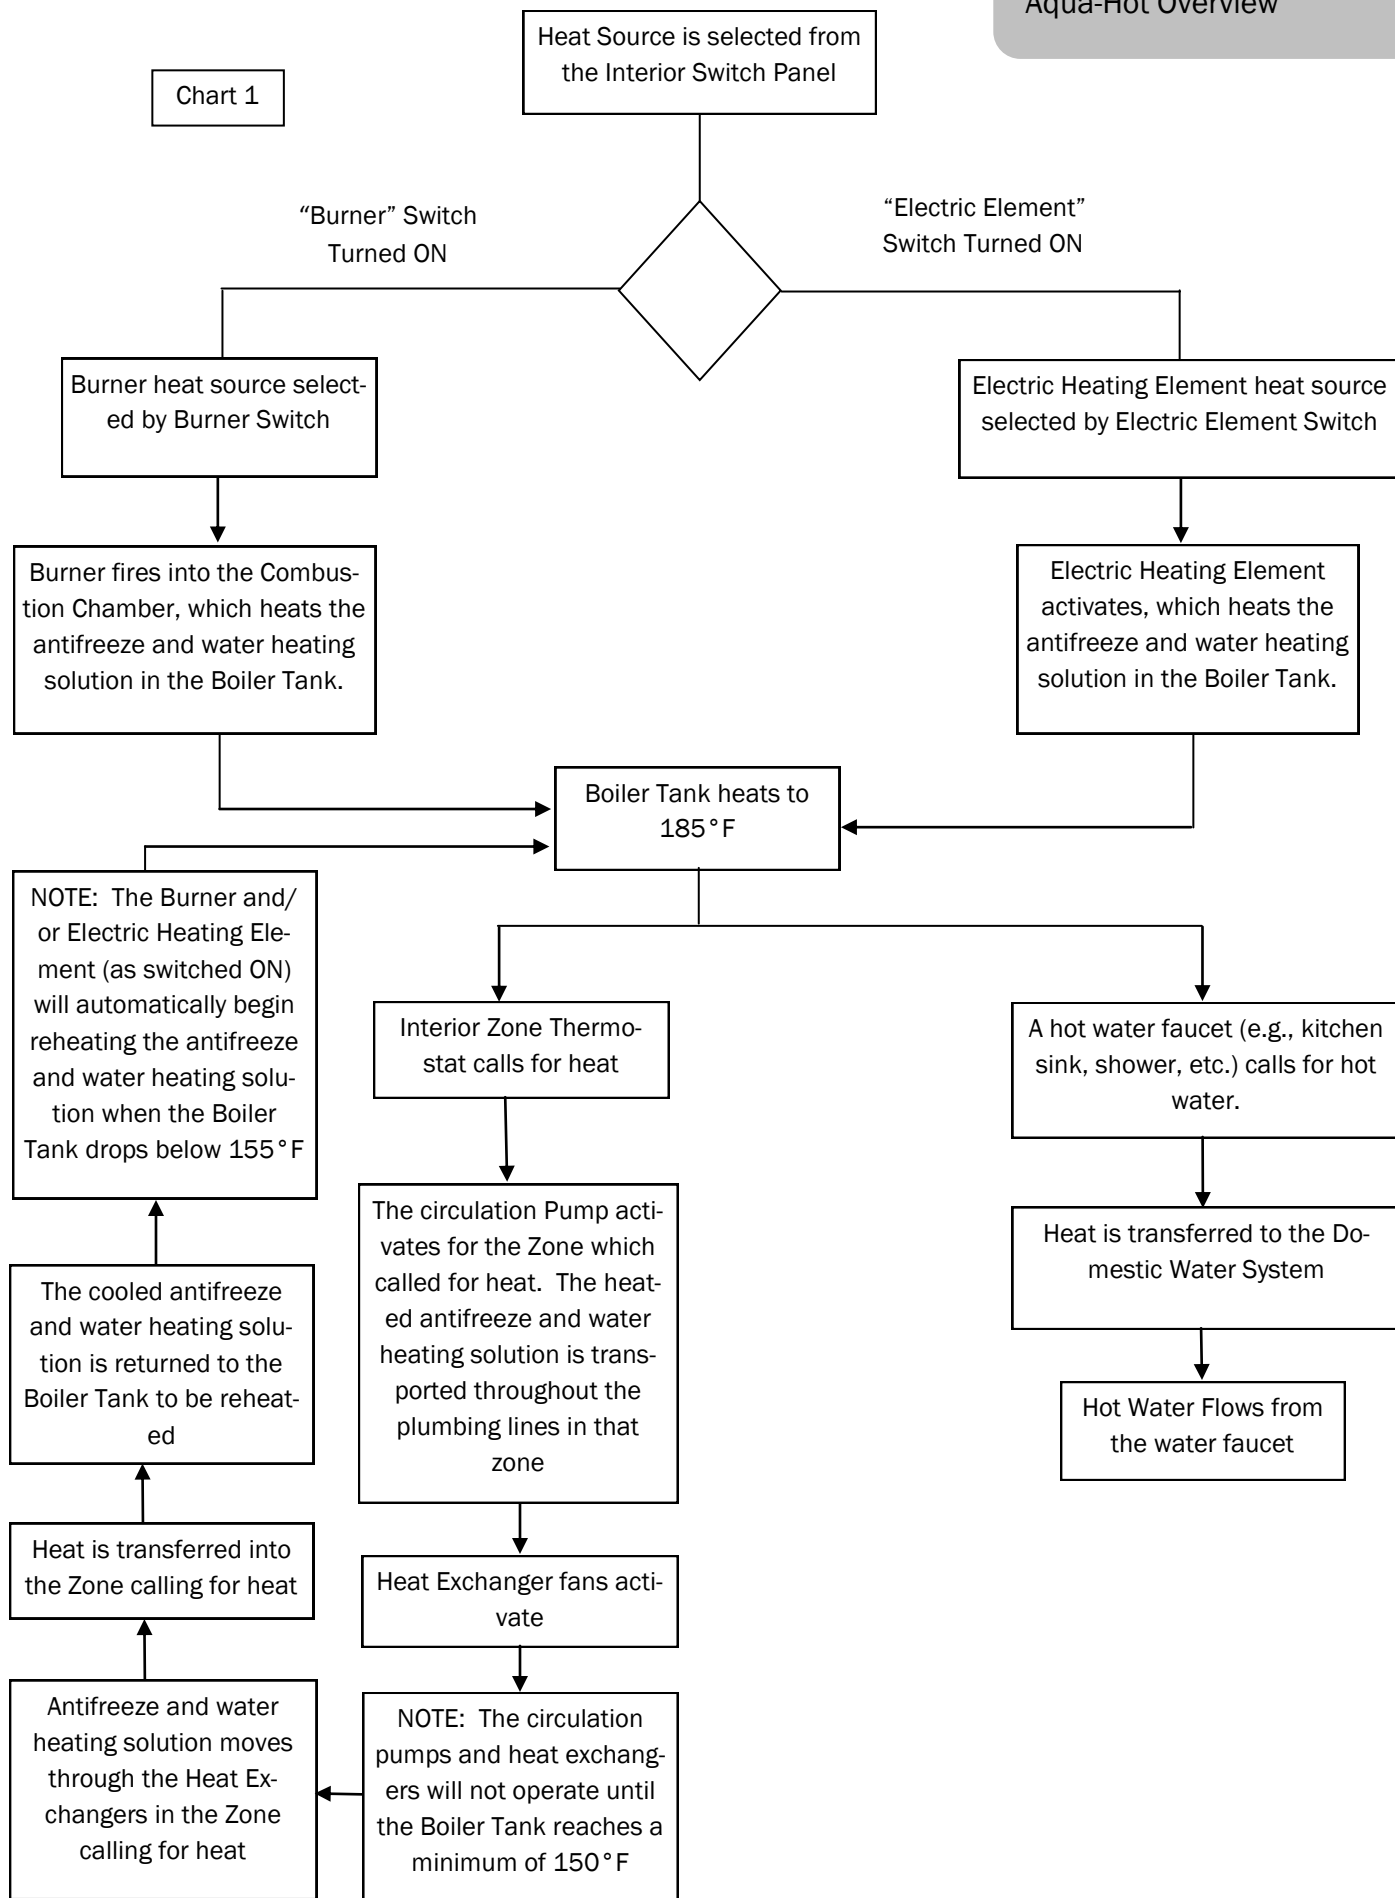 Aqua-Hot Overview
Heat Source is selected from
the Interior Switch Panel
Chart 1
“Burner” Switch
Turned ON
“Electric Element”
Switch Turned ON
Burner heat source select-
ed by Burner Switch
Electric Heating Element heat source
selected by Electric Element Switch
Burner fires into the Combus-
tion Chamber, which heats the
antifreeze and water heating
solution in the Boiler Tank.
Electric Heating Element
activates, which heats the
antifreeze and water heating
solution in the Boiler Tank.
Boiler Tank heats to
185°F
NOTE:  The Burner and/
or Electric Heating Ele-
ment (as switched ON)
will automatically begin
reheating the antifreeze
and water heating solu-
tion when the Boiler
Tank drops below 155°F
Interior Zone Thermo-
stat calls for heat
A hot water faucet (e.g., kitchen
sink, shower, etc.) calls for hot
water.
The circulation Pump acti-
vates for the Zone which
called for heat.  The heat-
ed antifreeze and water
heating solution is trans-
ported throughout the
plumbing lines in that
zone
Heat is transferred to the Do-
mestic Water System
The cooled antifreeze
and water heating solu-
tion is returned to the
Boiler Tank to be reheat-
ed
Hot Water Flows from
the water faucet
Heat is transferred into
the Zone calling for heat
Heat Exchanger fans acti-
vate
Antifreeze and water
heating solution moves
through the Heat Ex-
changers in the Zone
calling for heat
NOTE:  The circulation
pumps and heat exchang-
ers will not operate until
the Boiler Tank reaches a
minimum of 150°F